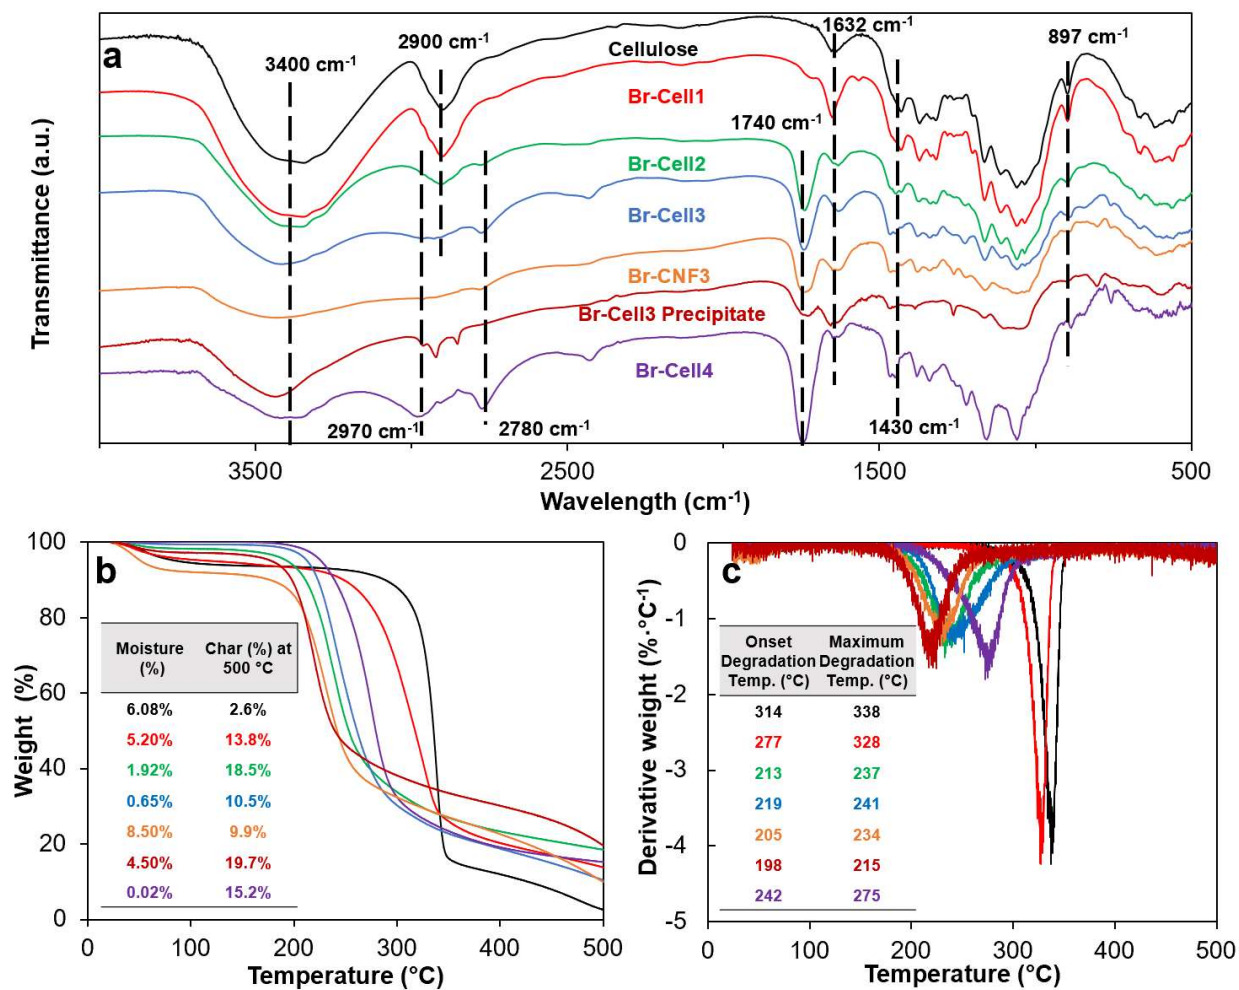 a
3400 cm⁻¹
2900 cm⁻¹
Cellulose
1632 cm⁻¹
897 cm⁻¹
Br-Cell1
1740 cm⁻¹
Br-Cell2
Br-Cell3
Br-CNF3
Br-Cell3 Precipitate
Br-Cell4
2970 cm⁻¹
2780 cm⁻¹
1430 cm⁻¹
Transmittance (a.u.)
3500
2500
1500
500
Wavelength (cm⁻¹)
b
Weight (%)
100
80
60
40
20
0
Moisture (%)
Char (%) at 500 °C
6.08% 2.6%
5.20% 13.8%
1.92% 18.5%
0.65% 10.5%
8.50% 9.9%
4.50% 19.7%
0.02% 15.2%
0 100 200 300 400 500
Temperature (°C)
c
Derivative weight (%·°C⁻¹)
0
-1
-2
-3
-4
-5
Onset Degradation Temp. (°C)
Maximum Degradation Temp. (°C)
314 338
277 328
213 237
219 241
205 234
198 215
242 275
0 100 200 300 400 500
Temperature (°C)